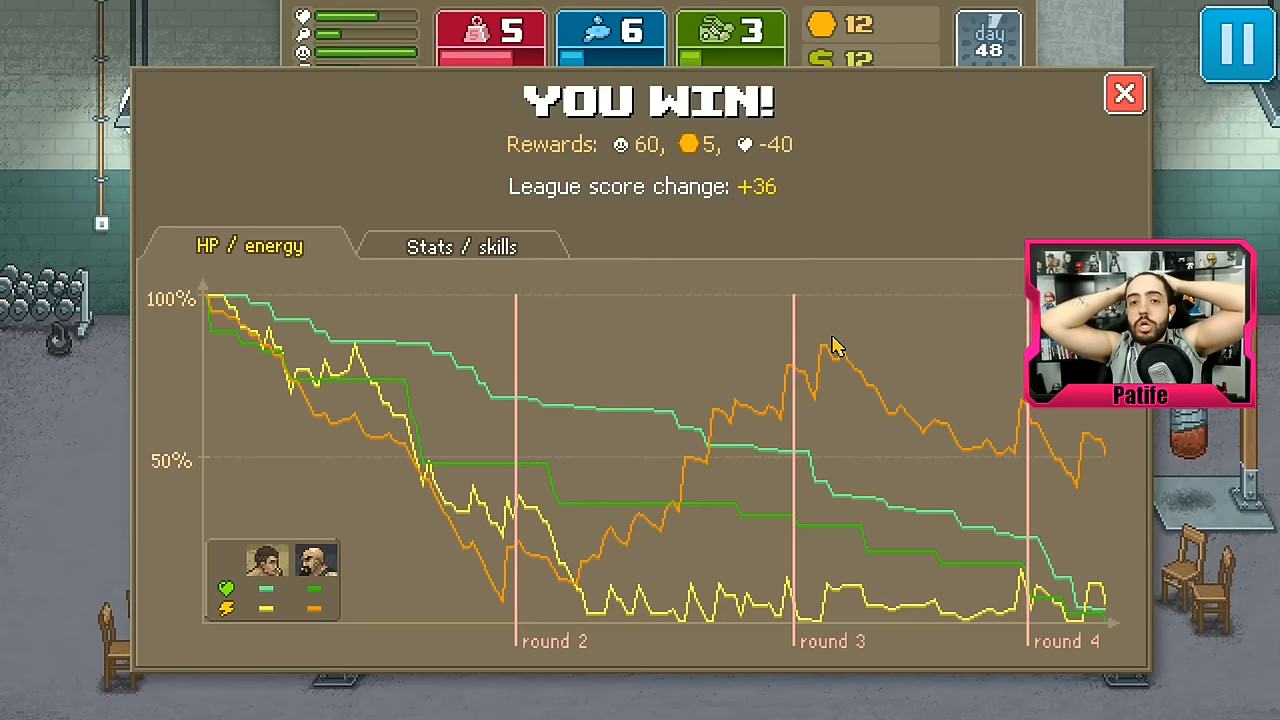 5
6
3
12
12
day
48
YOU WIN!
Rewards: 60, 5, -40
League score change: +36
HP / energy
Stats / skills
100%
50%
Patife
round 2
round 3
round 4